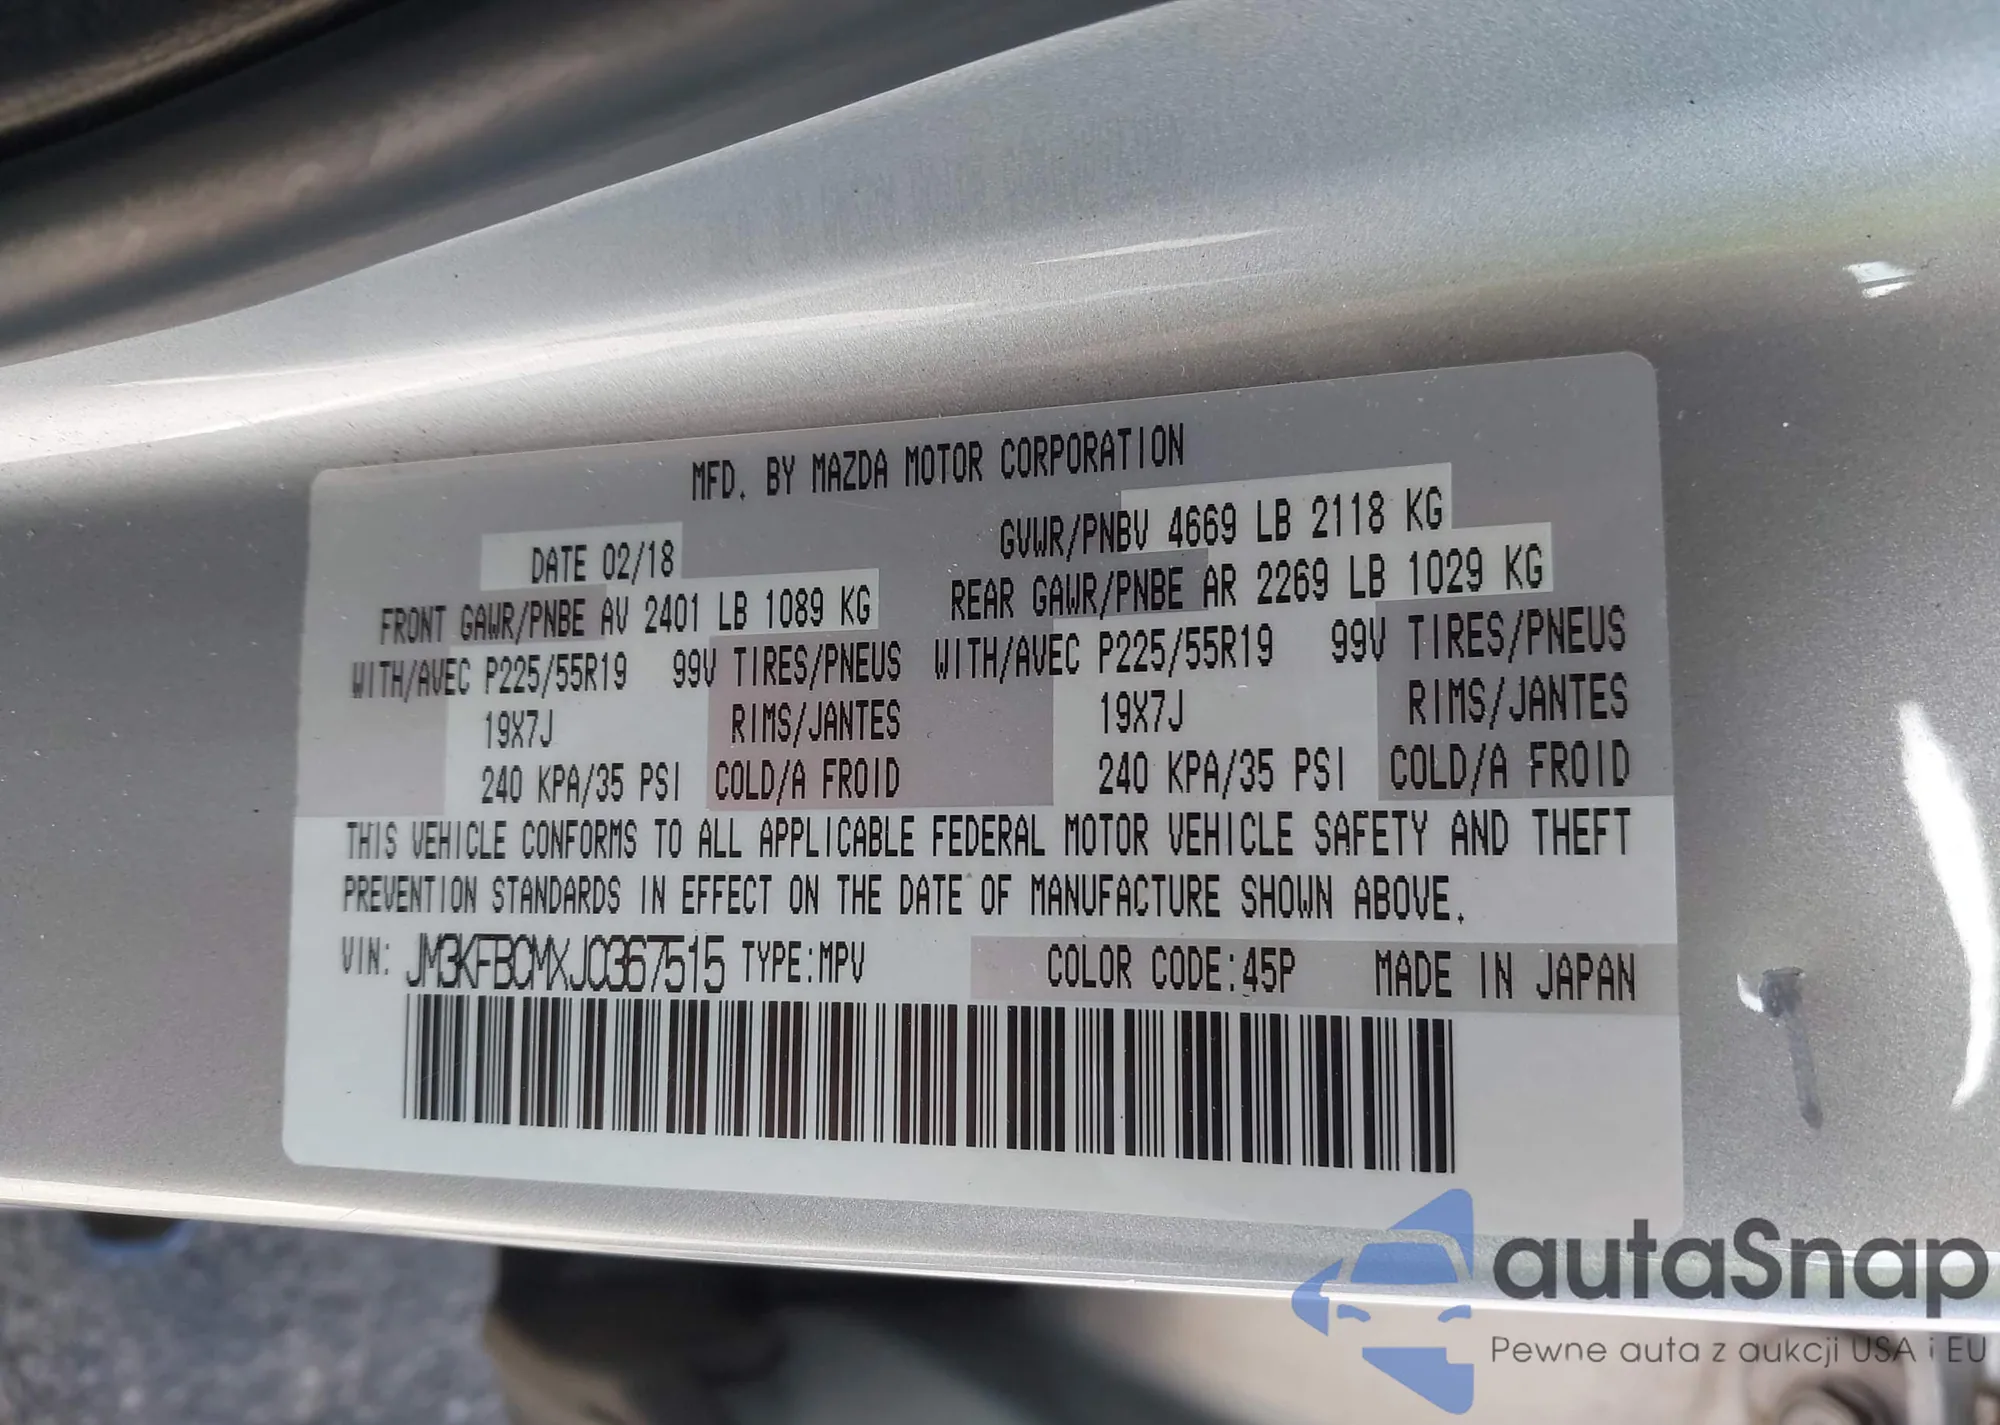 MFD. BY MAZDA MOTOR CORPORATION
DATE 02/18 GVWR/PNBV 4669 LB 2118 KG
FRONT GAWR/PNBE AV 2401 LB 1089 KG REAR GAWR/PNBE AR 2269 LB 1029 KG
WITH/AVEC P225/55R19 99V TIRES/PNEUS WITH/AVEC P225/55R19 99V TIRES/PNEUS
19X7J RIMS/JANTES 19X7J RIMS/JANTES
240 KPA/35 PSI COLD/A FROID 240 KPA/35 PSI COLD/A FROID
THIS VEHICLE CONFORMS TO ALL APPLICABLE FEDERAL MOTOR VEHICLE SAFETY AND THEFT
PREVENTION STANDARDS IN EFFECT ON THE DATE OF MANUFACTURE SHOWN ABOVE.
VIN: JM3KFBCMXJ0367515 TYPE:MPV COLOR CODE:45P MADE IN JAPAN
autaSnap
Pewne auta z aukcji USA i EU